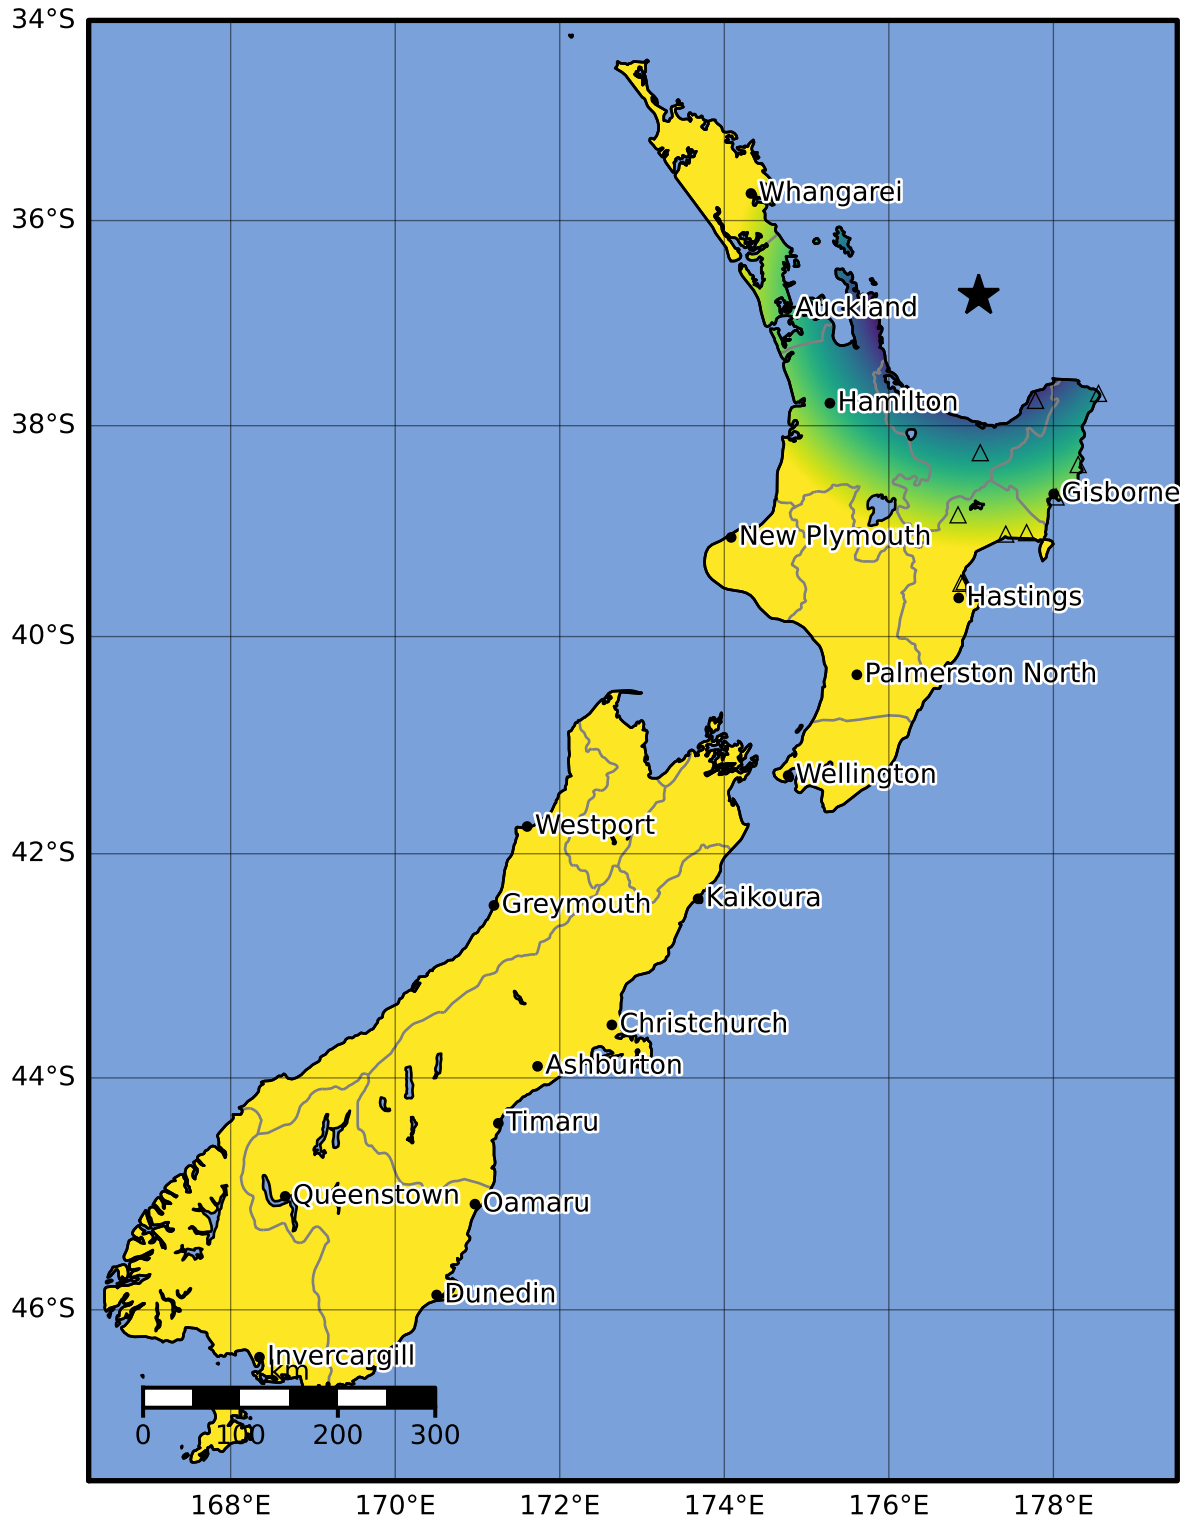 34°S
Whangarei
36°S
Auckland
Hamilton
38°S
Gisborne
New Plymouth
Hastings
40°S
Palmerston North
Wellington
Westport
42°S
Kaikoura
Greymouth
Christchurch
Ashburton
44°S
Timaru
Queenstown
Oamaru
Dunedin
46°S
Invercargill
km
0 100 200 300
168°E 170°E 172°E 174°E 176°E 178°E